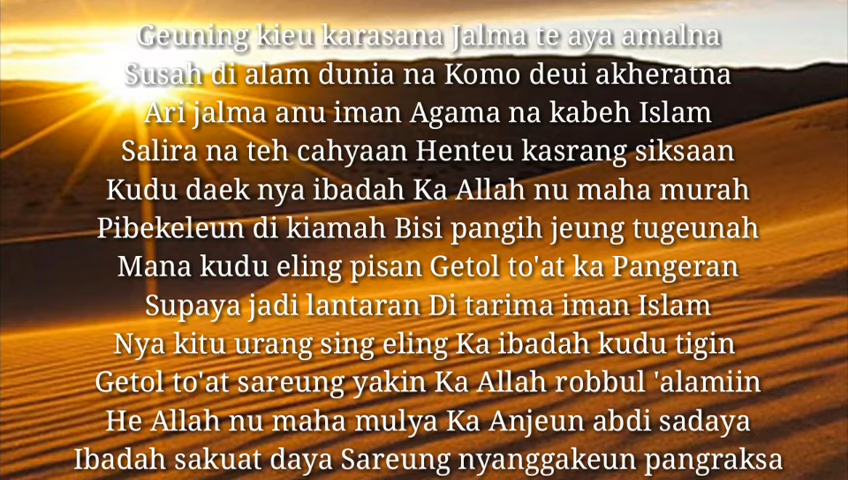 Geuning kieu karasana Jalma te aya amalna
Susah di alam dunia na Komo deui akheratna
Ari jalma anu iman Agama na kabeh Islam
Salira na teh cahyaan Henteu kasrang siksaan
Kudu daek nya ibadah Ka Allah nu maha murah
Pibekeleun di kiamah Bisi pangih jeung tugeunah
Mana kudu eling pisan Getol to'at ka Pangeran
Supaya jadi lantaran Di tarima iman Islam
Nya kitu urang sing eling Ka ibadah kudu tigin
Getol to'at sareung yakin Ka Allah robbul 'alamiin
He Allah nu maha mulya Ka Anjeun abdi sadaya
Ibadah sakuat daya Sareung nyanggakeun pangraksa